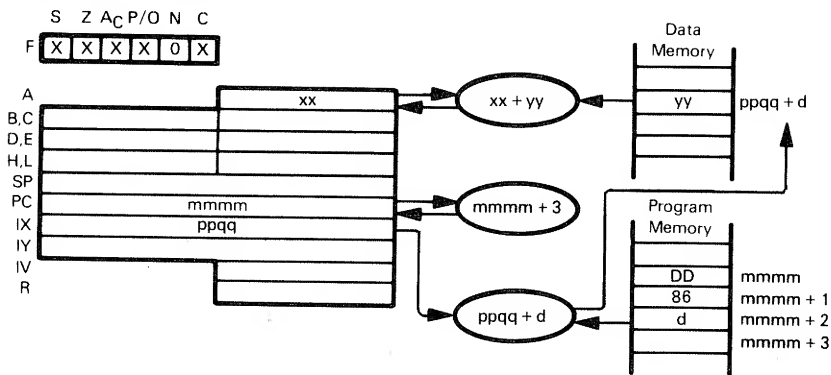 S Z AC P/O N C
F X X X X 0 X
Data
Memory
A xx
xx + yy
yy ppqq + d
B,C
D,E
H,L
SP
PC mmmm
mmmm + 3
Program
Memory
IX ppqq
IY
IV
R
DD mmmm
86 mmmm + 1
ppqq + d
d mmmm + 2
mmmm + 3